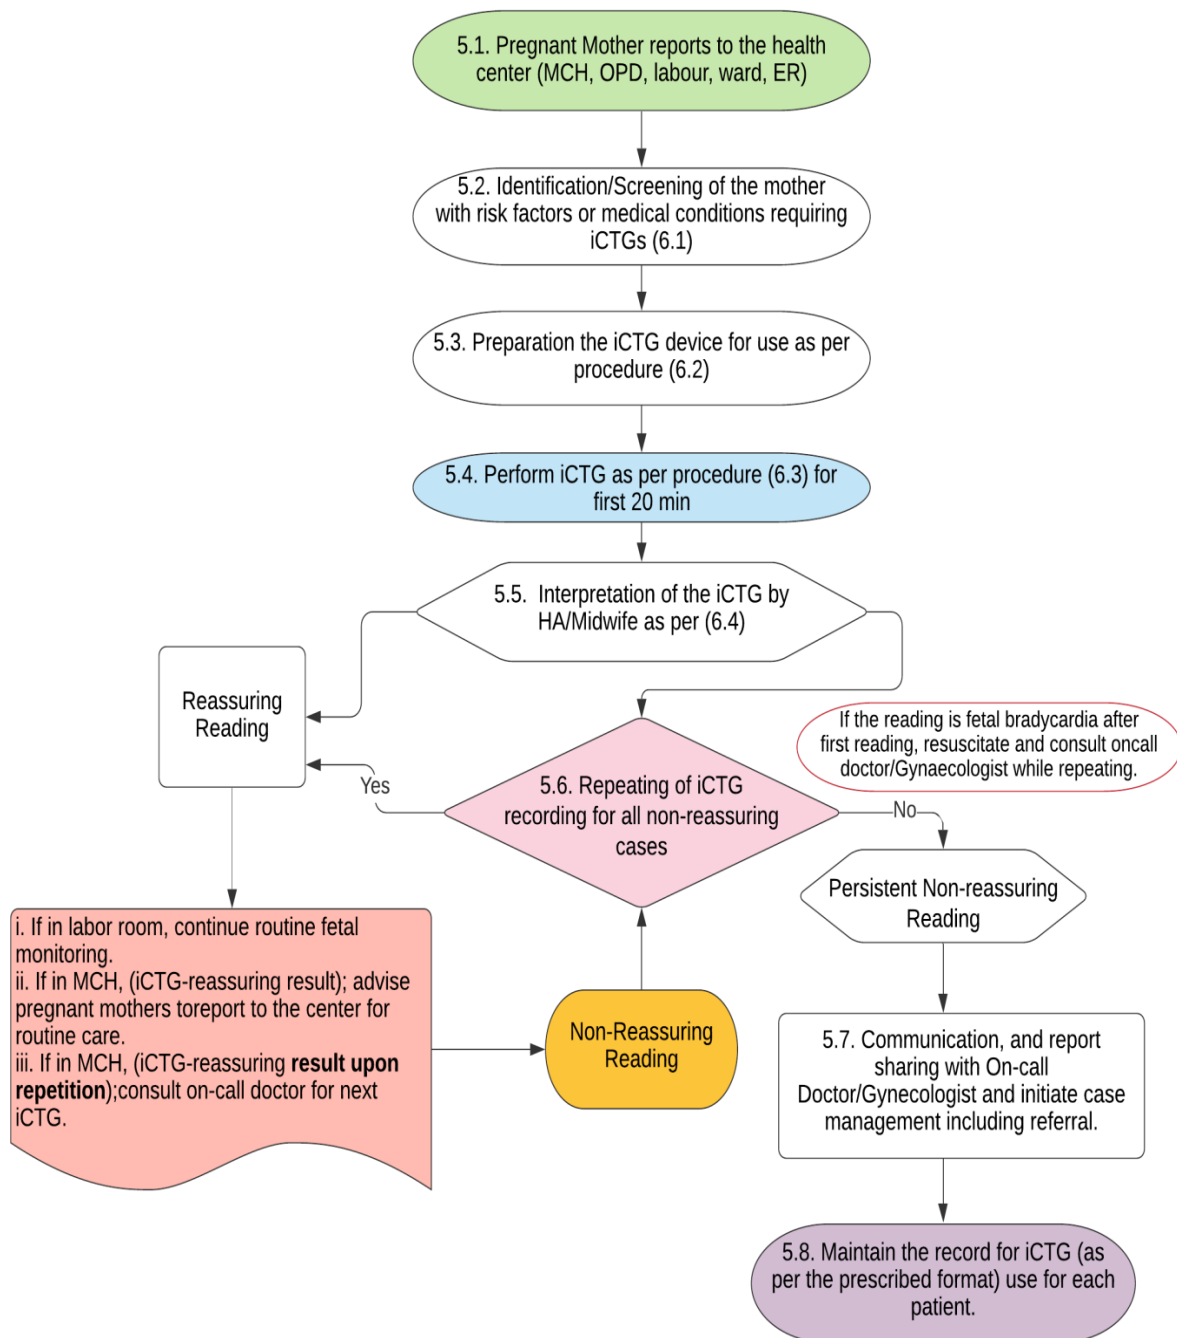 5.1. Pregnant Mother reports to the health
center (MCH, OPD, labour, ward, ER)
5.2. Identification/Screening of the mother
with risk factors or medical conditions requiring
iCTGs (6.1)
5.3. Preparation the iCTG device for use as per
procedure (6.2)
5.4. Perform iCTG as per procedure (6.3) for
first 20 min
5.5. Interpretation of the iCTG by
HA/Midwife as per (6.4)
Reassuring
Reading
If the reading is fetal bradycardia after
first reading, resuscitate and consult oncall
doctor/Gynaecologist while repeating.
Yes
5.6. Repeating of iCTG
recording for all non-reassuring
cases
No
Persistent Non-reassuring
Reading
i. If in labor room, continue routine fetal
monitoring.
ii. If in MCH, (iCTG-reassuring result); advise
pregnant mothers toreport to the center for
routine care.
iii. If in MCH, (iCTG-reassuring result upon
repetition);consult on-call doctor for next
iCTG.
Non-Reassuring
Reading
5.7. Communication, and report
sharing with On-call
Doctor/Gynecologist and initiate case
management including referral.
5.8. Maintain the record for iCTG (as
per the prescribed format) use for each
patient.